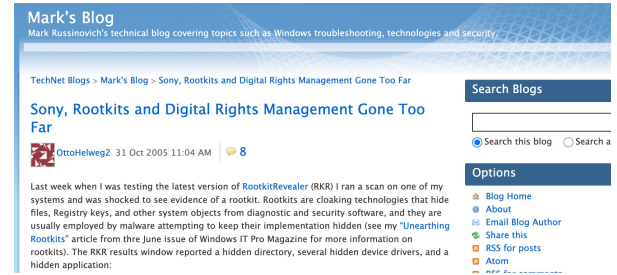 Mark's Blog
Mark Russinovich's technical blog covering topics such as Windows troubleshooting, technologies and security.
TechNet Blogs > Mark's Blog > Sony, Rootkits and Digital Rights Management Gone Too Far
Sony, Rootkits and Digital Rights Management Gone Too
Far
OttoHelweg2 31 Oct 2005 11:04 AM 8
Last week when I was testing the latest version of RootkitRevealer (RKR) I ran a scan on one of my
systems and was shocked to see evidence of a rootkit. Rootkits are cloaking technologies that hide
files, Registry keys, and other system objects from diagnostic and security software, and they are
usually employed by malware attempting to keep their implementation hidden (see my "Unearthing
Rootkits" article from thre June issue of Windows IT Pro Magazine for more information on
rootkits). The RKR results window reported a hidden directory, several hidden device drivers, and a
hidden application:
Search Blogs
Search this blog Search a
Options
Blog Home
About
Email Blog Author
Share this
RSS for posts
Atom
RSS for comments